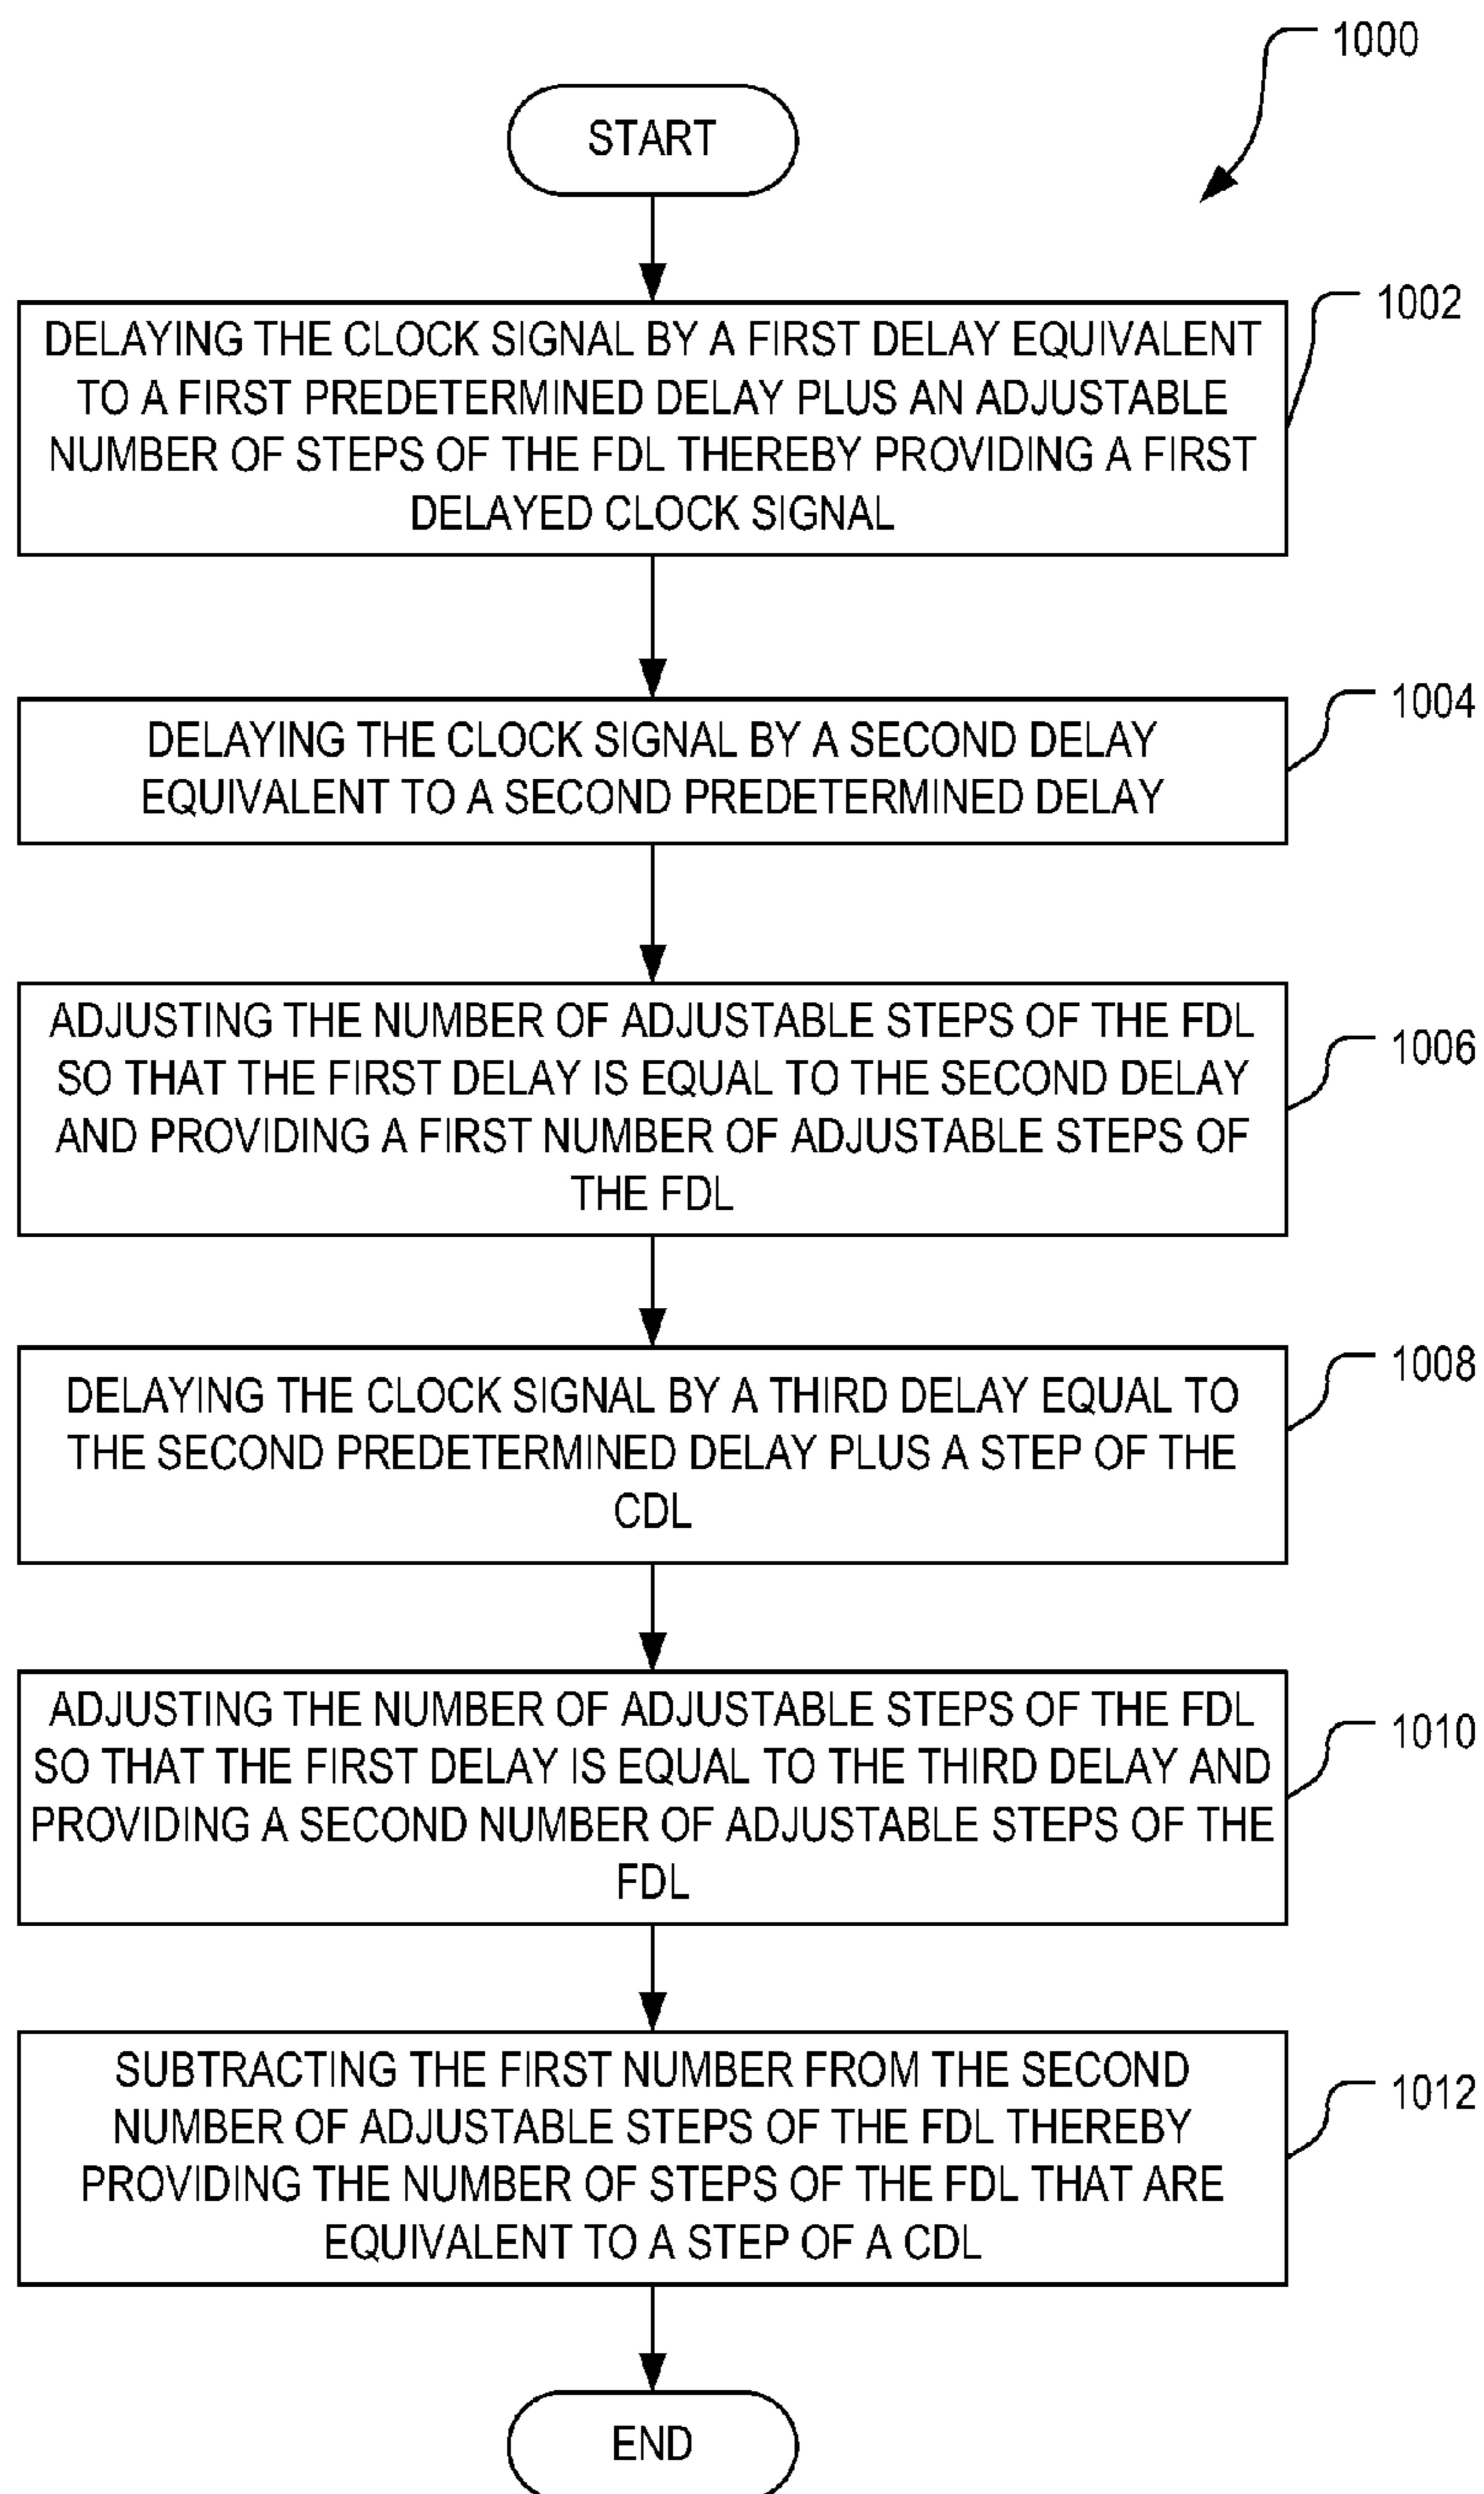 1000
START
1002
DELAYING THE CLOCK SIGNAL BY A FIRST DELAY EQUIVALENT
TO A FIRST PREDETERMINED DELAY PLUS AN ADJUSTABLE
NUMBER OF STEPS OF THE FDL THEREBY PROVIDING A FIRST
DELAYED CLOCK SIGNAL
1004
DELAYING THE CLOCK SIGNAL BY A SECOND DELAY
EQUIVALENT TO A SECOND PREDETERMINED DELAY
1006
ADJUSTING THE NUMBER OF ADJUSTABLE STEPS OF THE FDL
SO THAT THE FIRST DELAY IS EQUAL TO THE SECOND DELAY
AND PROVIDING A FIRST NUMBER OF ADJUSTABLE STEPS OF
THE FDL
1008
DELAYING THE CLOCK SIGNAL BY A THIRD DELAY EQUAL TO
THE SECOND PREDETERMINED DELAY PLUS A STEP OF THE
CDL
1010
ADJUSTING THE NUMBER OF ADJUSTABLE STEPS OF THE FDL
SO THAT THE FIRST DELAY IS EQUAL TO THE THIRD DELAY AND
PROVIDING A SECOND NUMBER OF ADJUSTABLE STEPS OF THE
FDL
1012
SUBTRACTING THE FIRST NUMBER FROM THE SECOND
NUMBER OF ADJUSTABLE STEPS OF THE FDL THEREBY
PROVIDING THE NUMBER OF STEPS OF THE FDL THAT ARE
EQUIVALENT TO A STEP OF A CDL
END